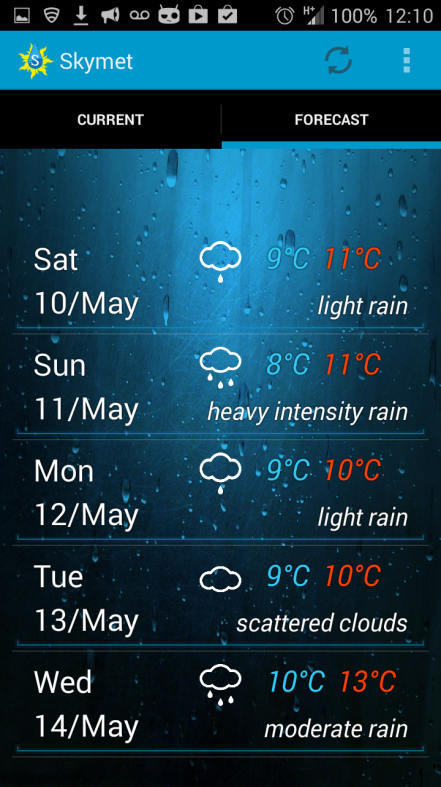 H+ 100% 12:10
S Skymet
CURRENT FORECAST
Sat 9°C 11°C
10/May light rain
Sun 8°C 11°C
11/May heavy intensity rain
Mon 9°C 10°C
12/May light rain
Tue 9°C 10°C
13/May scattered clouds
Wed 10°C 13°C
14/May moderate rain